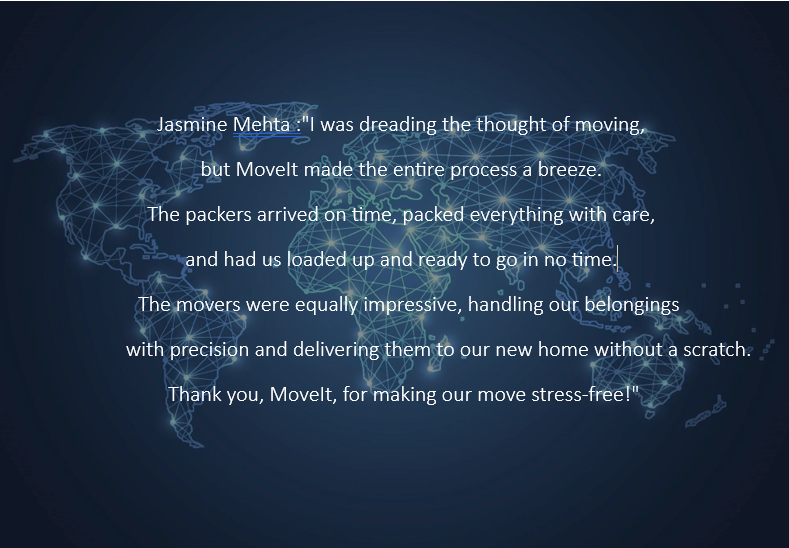 Jasmine Mehta :"I was dreading the thought of moving,
but MoveIt made the entire process a breeze.
The packers arrived on time, packed everything with care,
and had us loaded up and ready to go in no time.
The movers were equally impressive, handling our belongings
with precision and delivering them to our new home without a scratch.
Thank you, MoveIt, for making our move stress-free!"